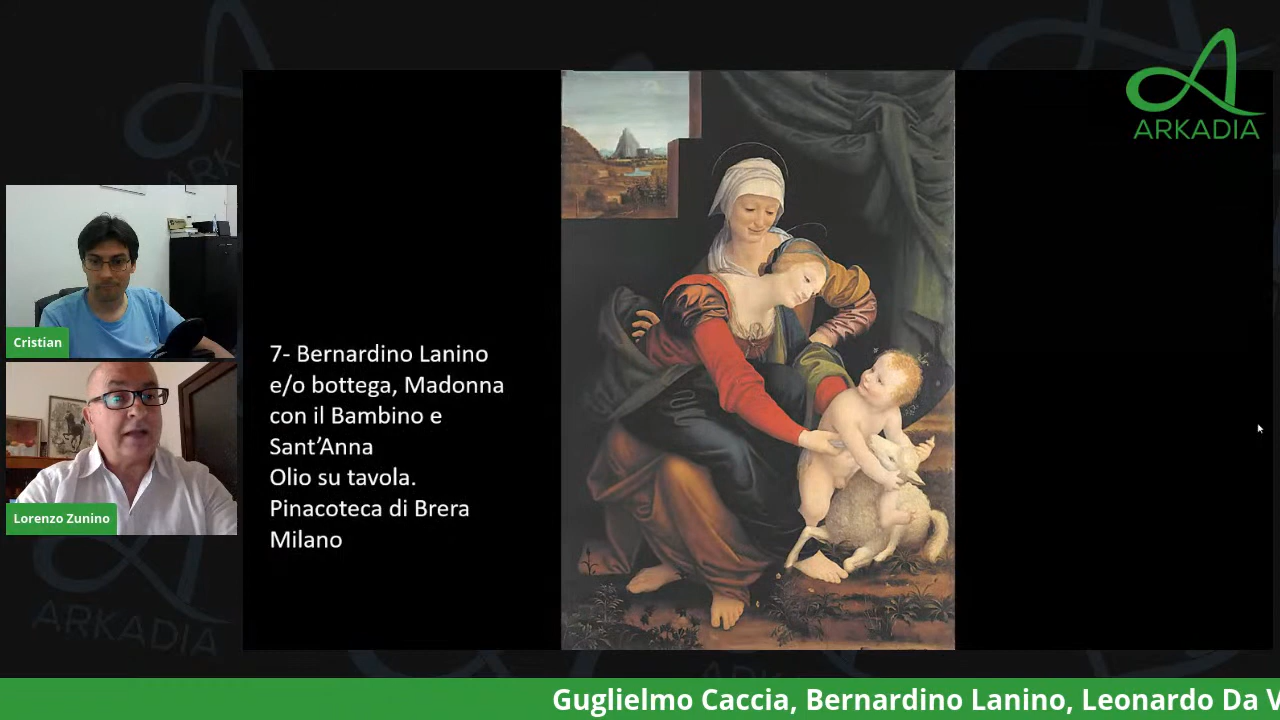 ARKADIA
Cristian
7- Bernardino Lanino
e/o bottega, Madonna
con il Bambino e
Sant’Anna
Olio su tavola.
Pinacoteca di Brera
Milano
Lorenzo Zunino
ARKADIA
Guglielmo Caccia, Bernardino Lanino, Leonardo Da V